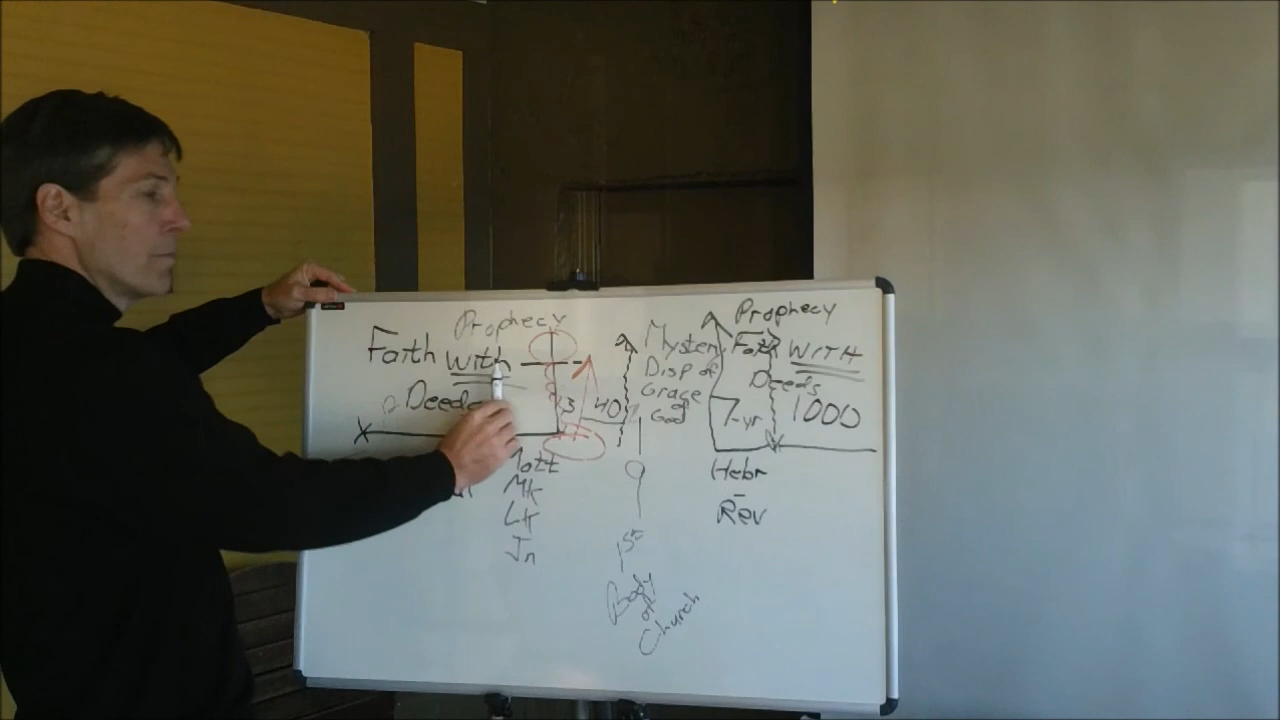 Prophecy
Faith with
Deeds
3
40
Matt
Mk
Lk
Jn
Mystery
Disp of
Grace
of
God
Body
of
Church
Prophecy
Faith WITH
Deeds
7-yr
1000
Hebr
-
Rev